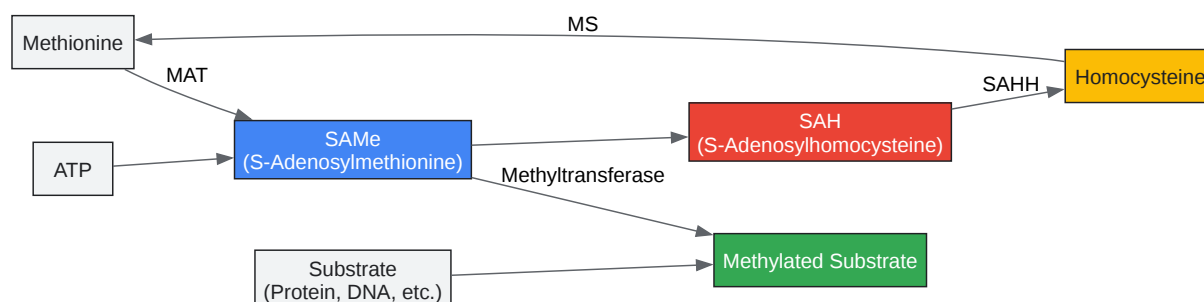 MS
Methionine
MAT
Homocysteine
SAHH
SAMe
(S-Adenosylmethionine)
SAH
(S-Adenosylhomocysteine)
ATP
Methyltransferase
Methylated Substrate
Substrate
(Protein, DNA, etc.)